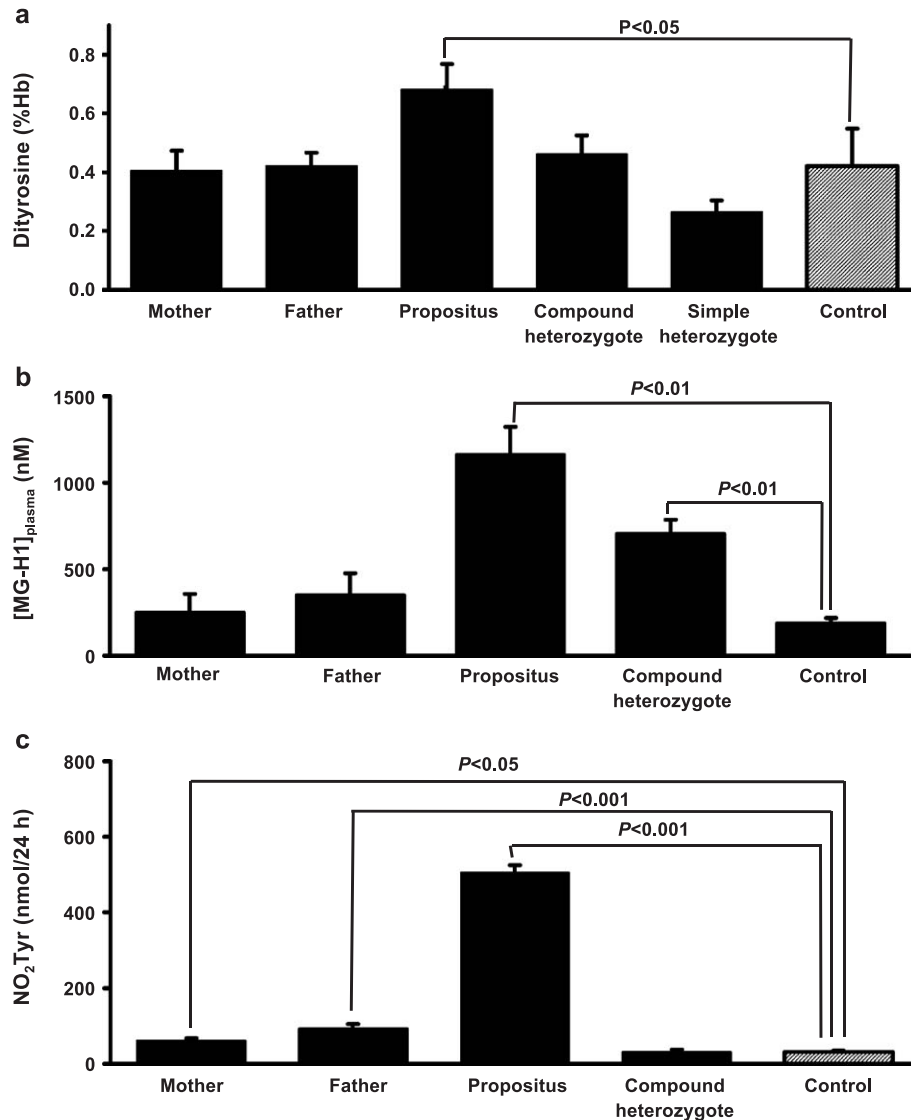 a
P<0.05
Dityrosine (%Hb)
0.8
0.6
0.4
0.2
0.0
Mother Father Propositus Compound heterozygote Simple heterozygote Control
b
P<0.01
P<0.01
[MG-H1]plasma (nM)
1500
1000
500
0
Mother Father Propositus Compound heterozygote Control
c
P<0.05
P<0.001
P<0.001
NO₂Tyr (nmol/24 h)
800
600
400
200
0
Mother Father Propositus Compound heterozygote Control